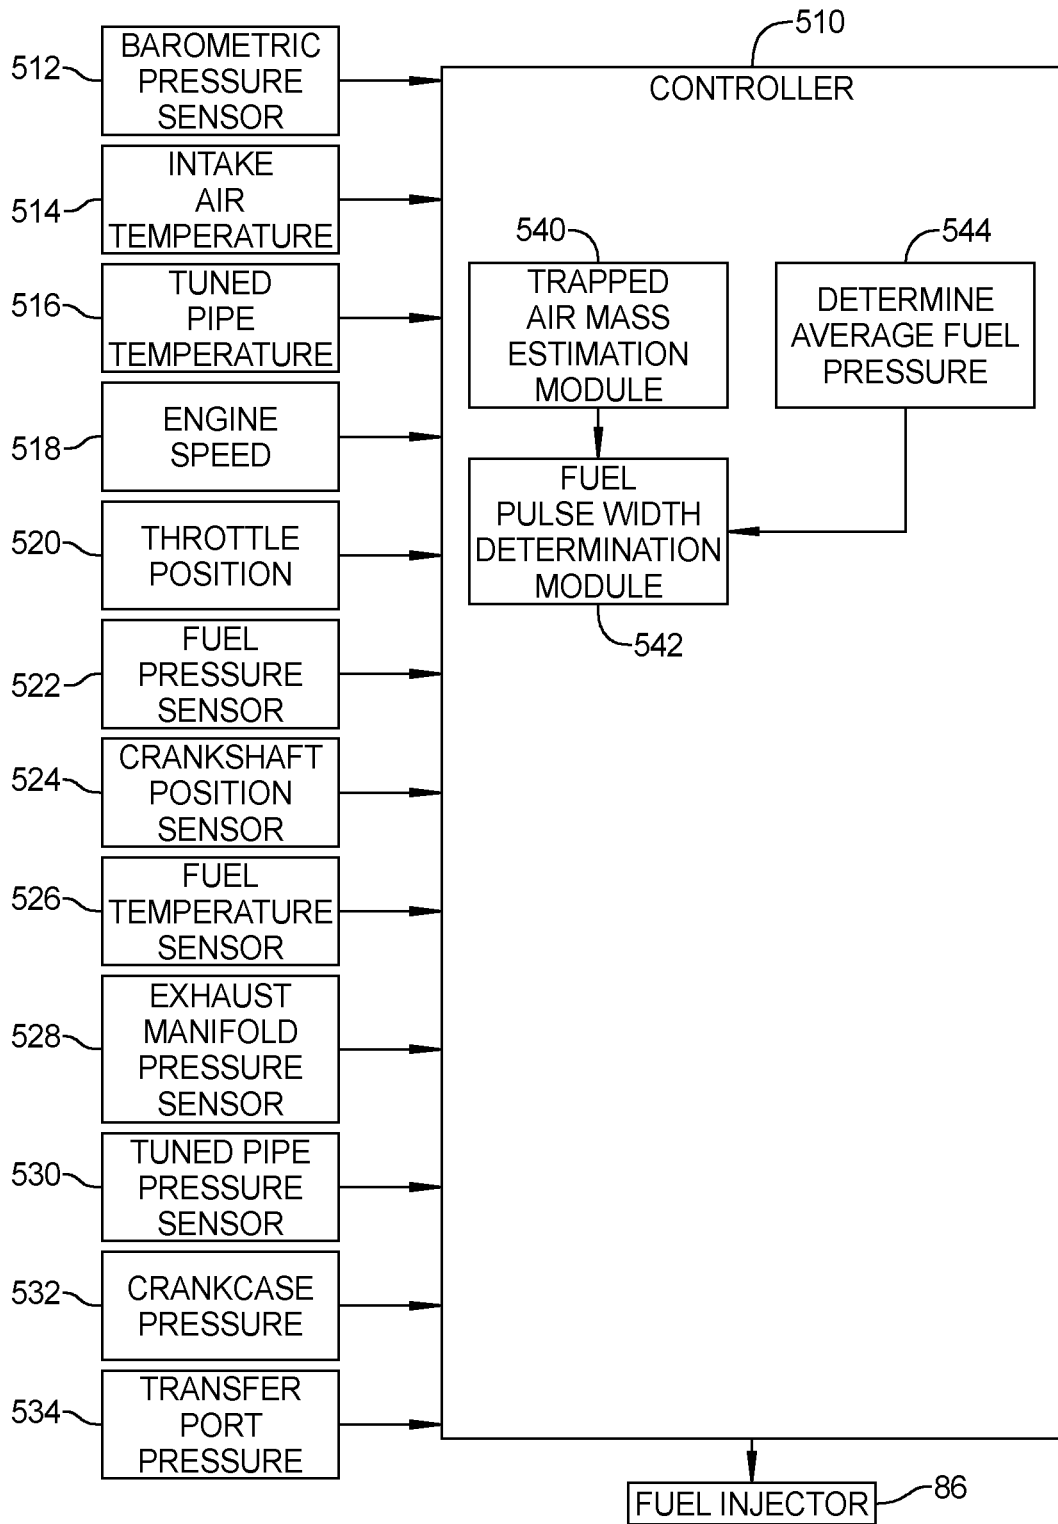 510
512
BAROMETRIC
PRESSURE
SENSOR
CONTROLLER
514
INTAKE
AIR
TEMPERATURE
516
TUNED
PIPE
TEMPERATURE
540
TRAPPED
AIR MASS
ESTIMATION
MODULE
544
DETERMINE
AVERAGE FUEL
PRESSURE
518
ENGINE
SPEED
520
THROTTLE
POSITION
FUEL
PULSE WIDTH
DETERMINATION
MODULE
542
522
FUEL
PRESSURE
SENSOR
524
CRANKSHAFT
POSITION
SENSOR
526
FUEL
TEMPERATURE
SENSOR
528
EXHAUST
MANIFOLD
PRESSURE
SENSOR
530
TUNED PIPE
PRESSURE
SENSOR
532
CRANKCASE
PRESSURE
534
TRANSFER
PORT
PRESSURE
FUEL INJECTOR
86